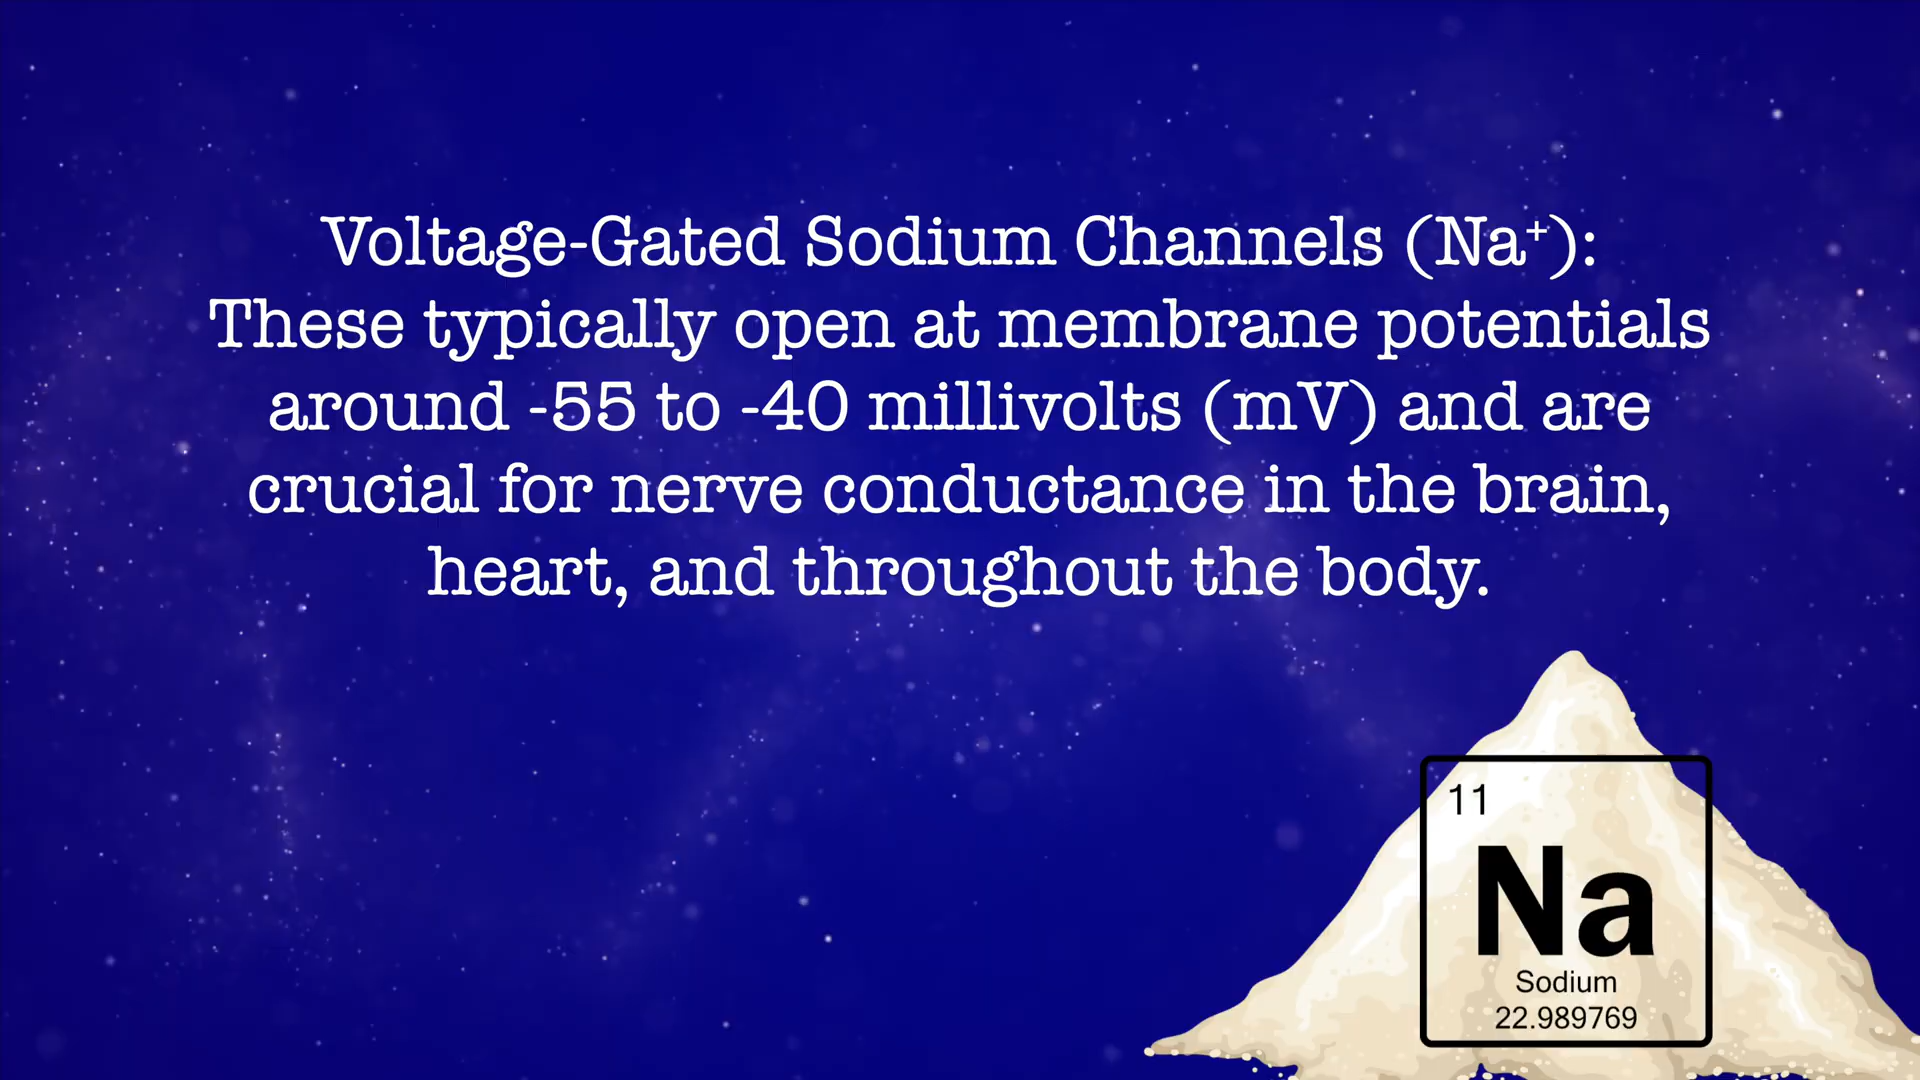 Voltage-Gated Sodium Channels (Na⁺):
These typically open at membrane potentials
around -55 to -40 millivolts (mV) and are
crucial for nerve conductance in the brain,
heart, and throughout the body.
11
Na
Sodium
22.989769